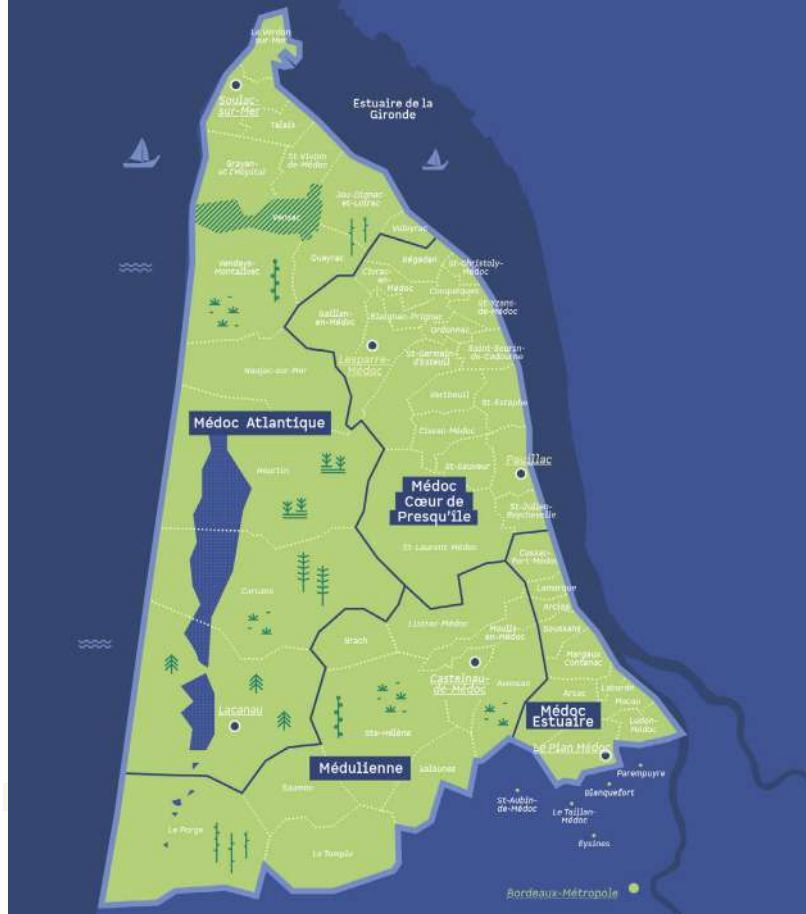 Le Verdon
sur-Mer
Soulac-
sur-Mer
Estuaire de la
Gironde
Talais
Grayan-
et l'Hôpital
St Vivien
de-Médoc
Jau-Dignac
et-Loirac
Vensac
Valeyrac
Vendays-
Montalivet
Queyrac
Bégadan
St-Christoly-
Médoc
Civrac-
en-
Médoc
Couquèques
St-Yzans-
de-Médoc
Gaillan-
en-Médoc
Blaignan-Prignac
Ordonnac
Lesparre-
Médoc
St-Germain-
d'Esteuil
Saint-Seurin-
de-Cadourne
Naujac-sur-Mer
Vertheuil
St-Estèphe
Médoc Atlantique
Cissac-Médoc
Hourtin
St-Sauveur
Pauillac
Médoc
Cœur de
Presqu'île
St-Julien-
Beychevelle
St-Laurent-Médoc
Cussac-
Fort-Médoc
Lamarque
Carcans
Arcins
Listrac-Médoc
Moulis-
en-Médoc
Soussans
Brach
Margaux
Cantenac
Castelnau-
de-Médoc
Avensan
Arsac
Labarde
Macau
Lacanau
Médoc
Estuaire
Ludon-
Médoc
Ste-Hélène
Le Pian Médoc
Médulienne
Salaunes
Saumos
Parempuyre
Blanquefort
St-Aubin-
de-Médoc
Le Taillan-
Médoc
Le Porge
Eysines
Le Temple
Bordeaux-Métropole